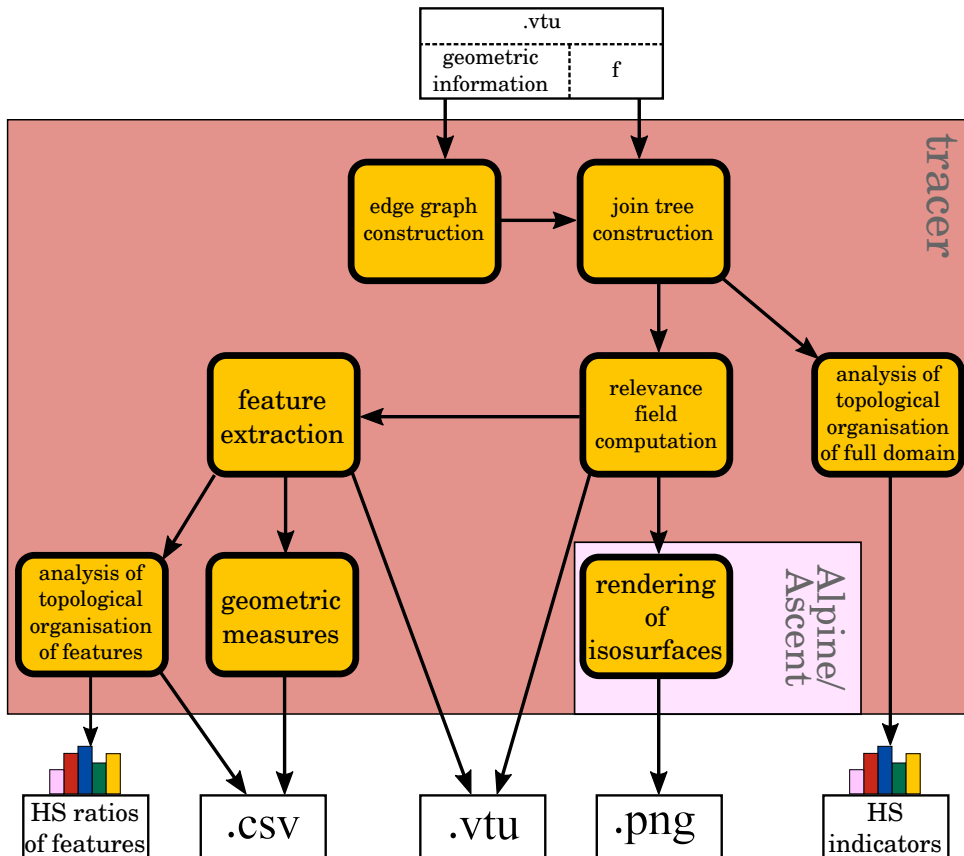 .vtu
geometric
information
f
tracer
edge graph
construction
join tree
construction
feature
extraction
relevance
field
computation
analysis of
topological
organisation
of full domain
analysis of
topological
organisation
of features
geometric
measures
rendering
of
isosurfaces
Alpine/
Ascent
HS ratios
of features
.csv
.vtu
.png
HS
indicators